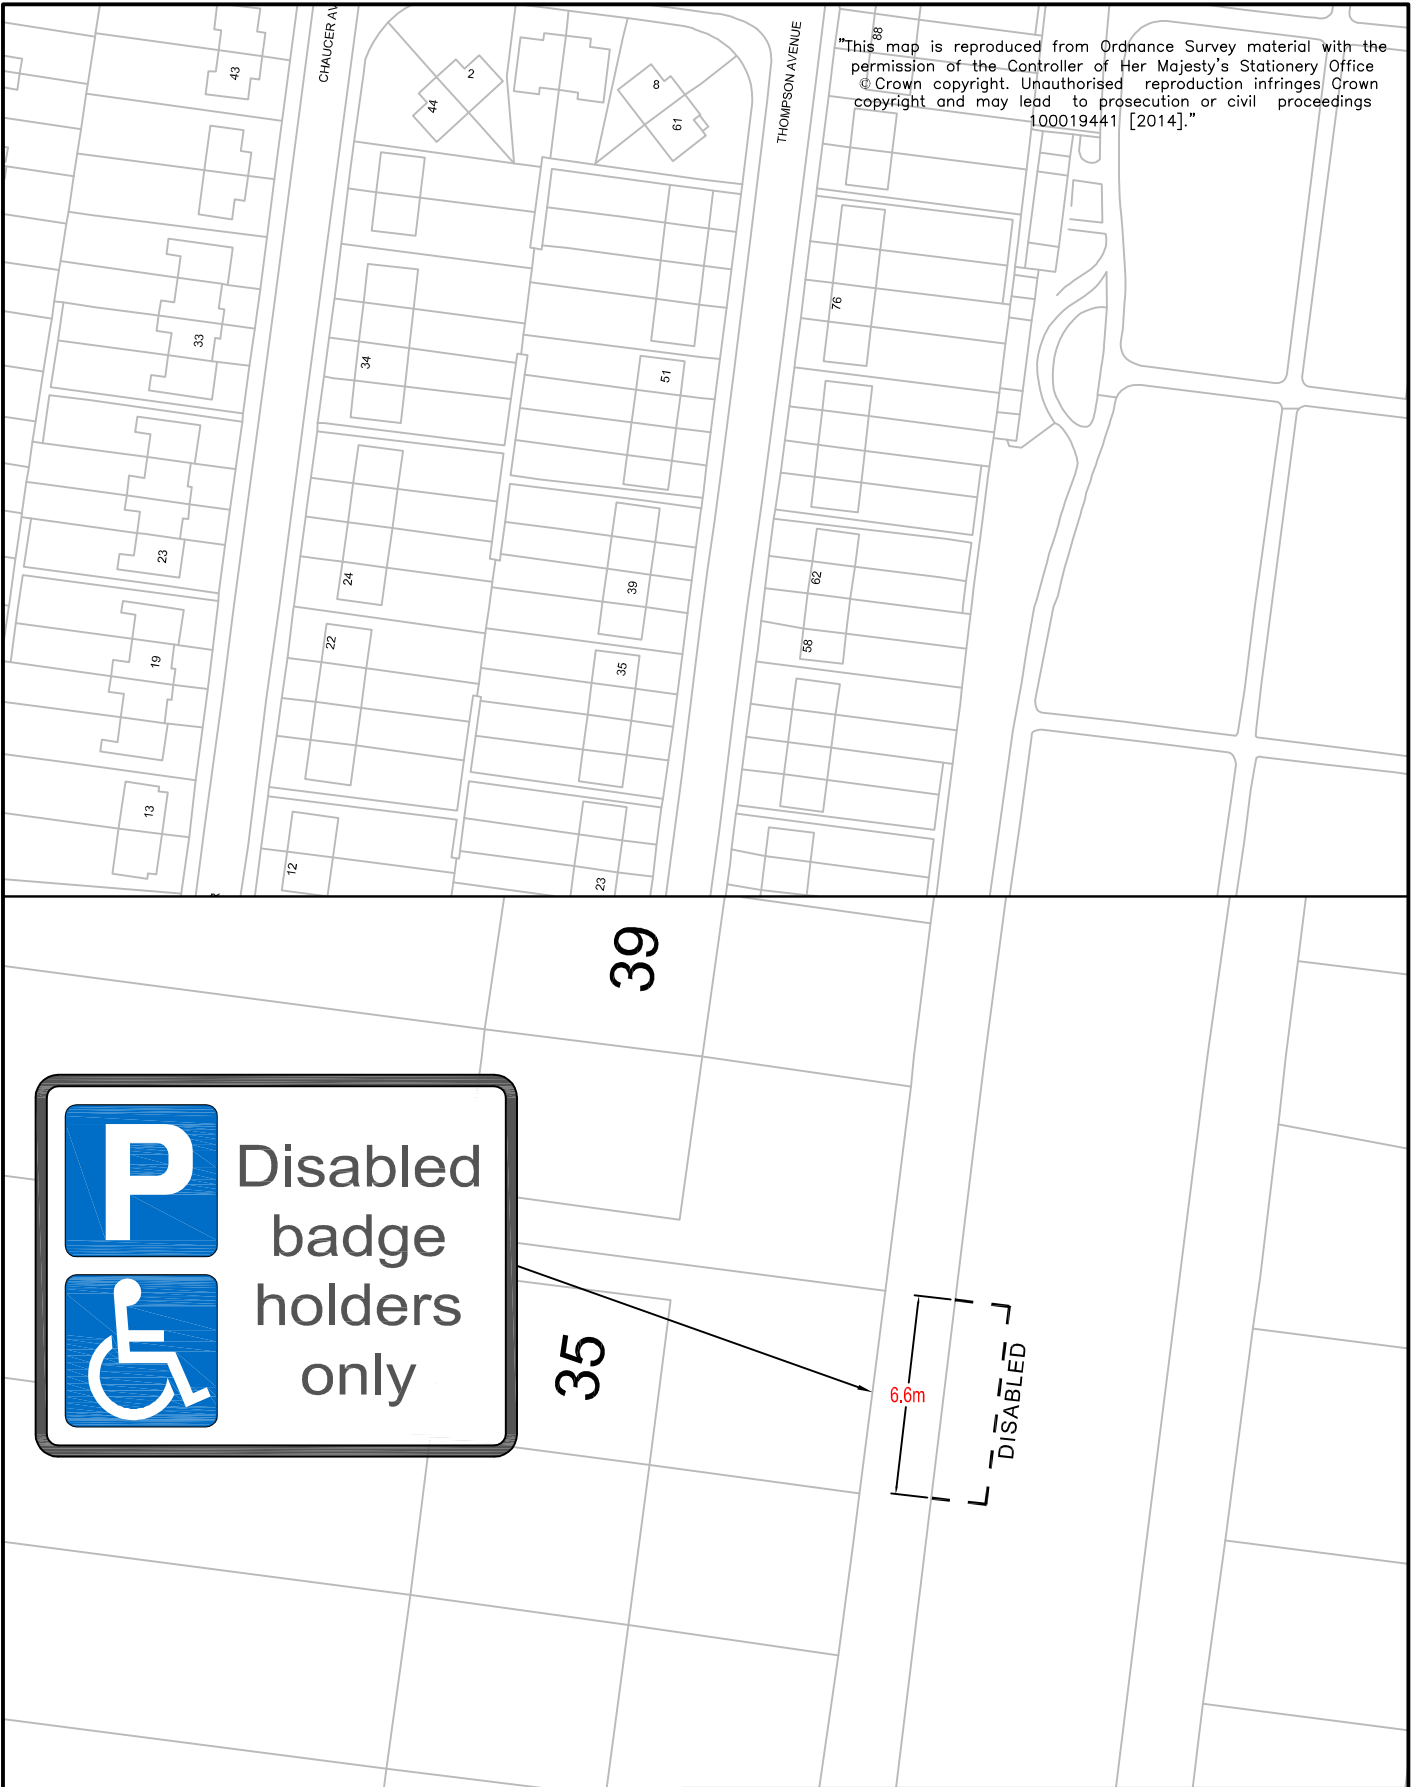 CHAUCER AV
THOMPSON AVENUE
"This map is reproduced from Ordnance Survey material with the
permission of the Controller of Her Majesty's Stationery Office
© Crown copyright. Unauthorised reproduction infringes Crown
copyright and may lead to prosecution or civil proceedings
100019441 [2014]."
88
43
2
44
8
61
76
33
34
51
23
24
39
62
58
22
19
35
13
12
23
39
P
Disabled
badge
holders
only
35
6.6m
DISABLED